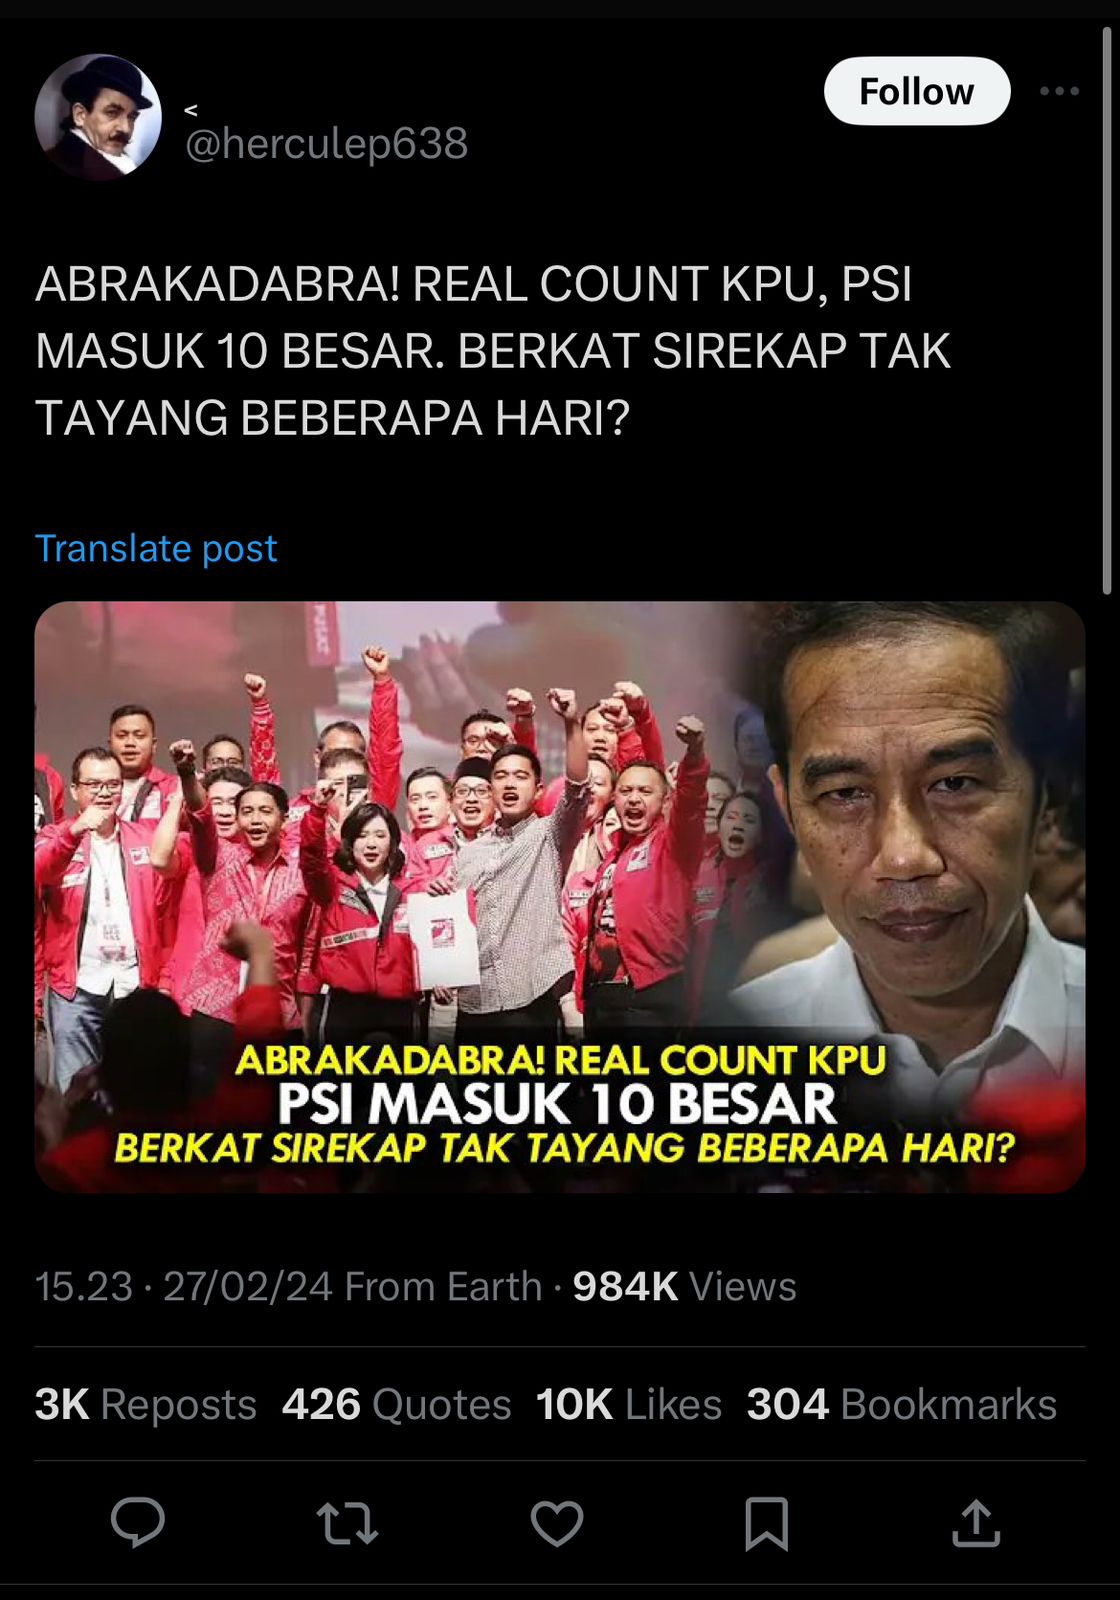 Follow
<
@herculep638
ABRAKADABRA! REAL COUNT KPU, PSI
MASUK 10 BESAR. BERKAT SIREKAP TAK
TAYANG BEBERAPA HARI?
Translate post
ABRAKADABRA! REAL COUNT KPU
PSI MASUK 10 BESAR
BERKAT SIREKAP TAK TAYANG BEBERAPA HARI?
15.23 · 27/02/24 From Earth · 984K Views
3K Reposts 426 Quotes 10K Likes 304 Bookmarks